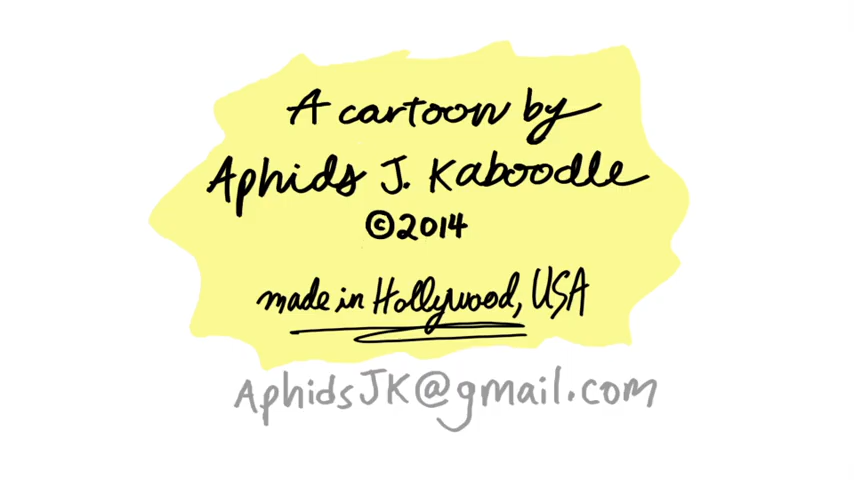 A cartoon by
Aphids J. Kaboodle
©2014
made in Hollywood, USA
AphidsJK@gmail.com